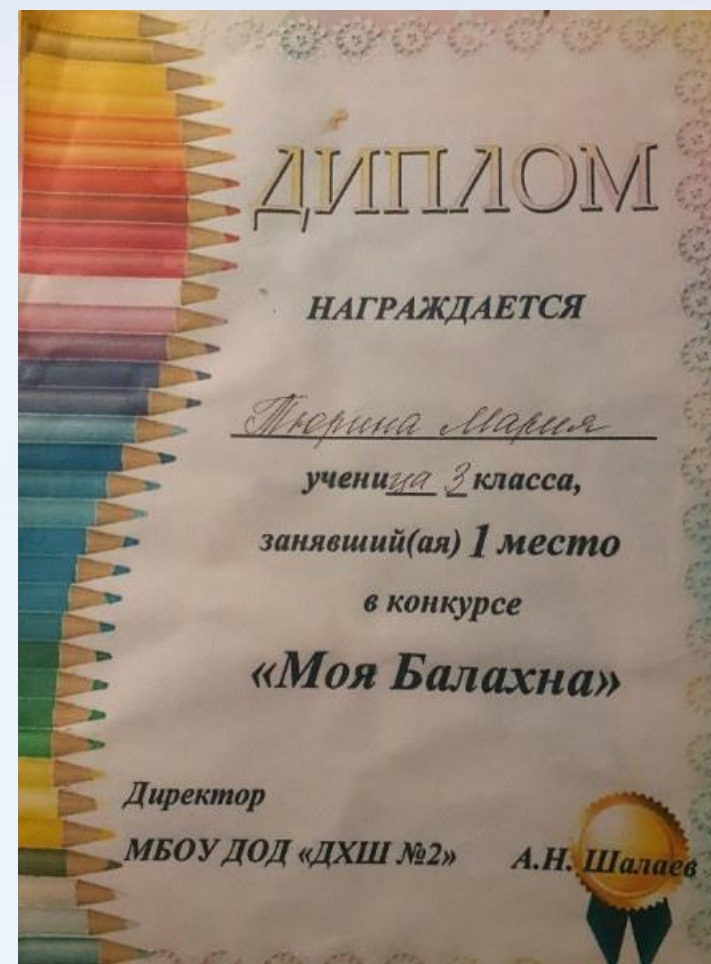 ДИПЛОМ
НАГРАЖДАЕТСЯ
Тюрина Мария
ученица 3 класса,
занявший(ая) 1 место
в конкурсе
«Моя Балахна»
Директор
МБОУ ДОД «ДХШ №2» А.Н. Шалаев